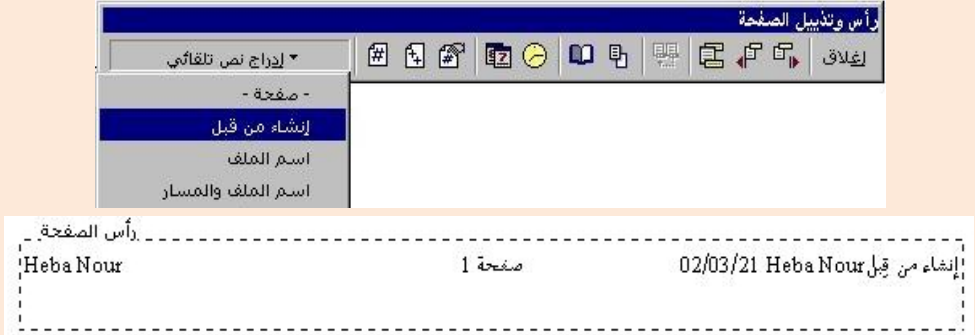 رأس وتذييل الصفحة
إدراج نص تلقائي إغلاق
- صفحة -
إنشاء من قبل
اسم الملف
اسم الملف والمسار
رأس الصفحة
إنشاء من قِبل Heba Nour 02/03/21 صفحة 1 Heba Nour